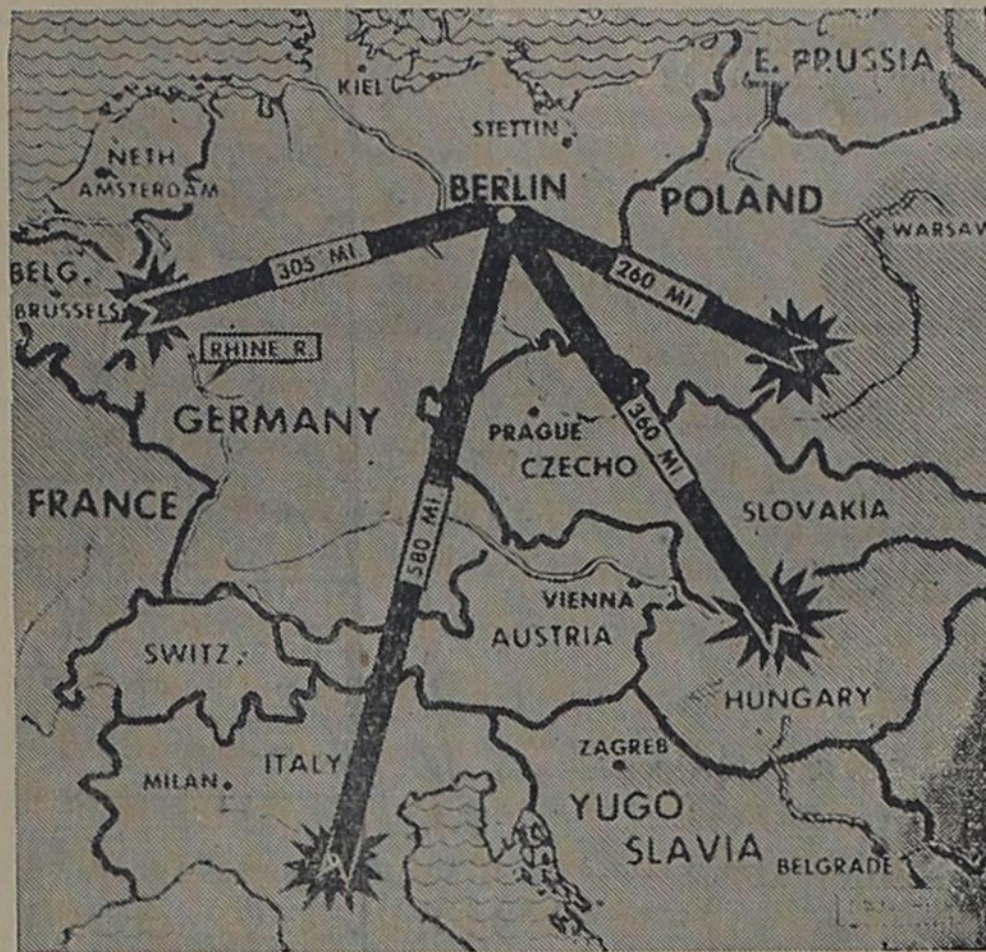 E. PRUSSIA
KIEL
STETTIN
NETH
AMSTERDAM
BERLIN
POLAND
WARSAW
BELG.
305 MI.
260 MI.
BRUSSELS
RHINE R.
GERMANY
PRAGUE
360 MI.
CZECHO
FRANCE
SLOVAKIA
580 MI.
VIENNA
AUSTRIA
SWITZ.
HUNGARY
ZAGREB
ITALY
MILAN
YUGO
SLAVIA
BELGRADE